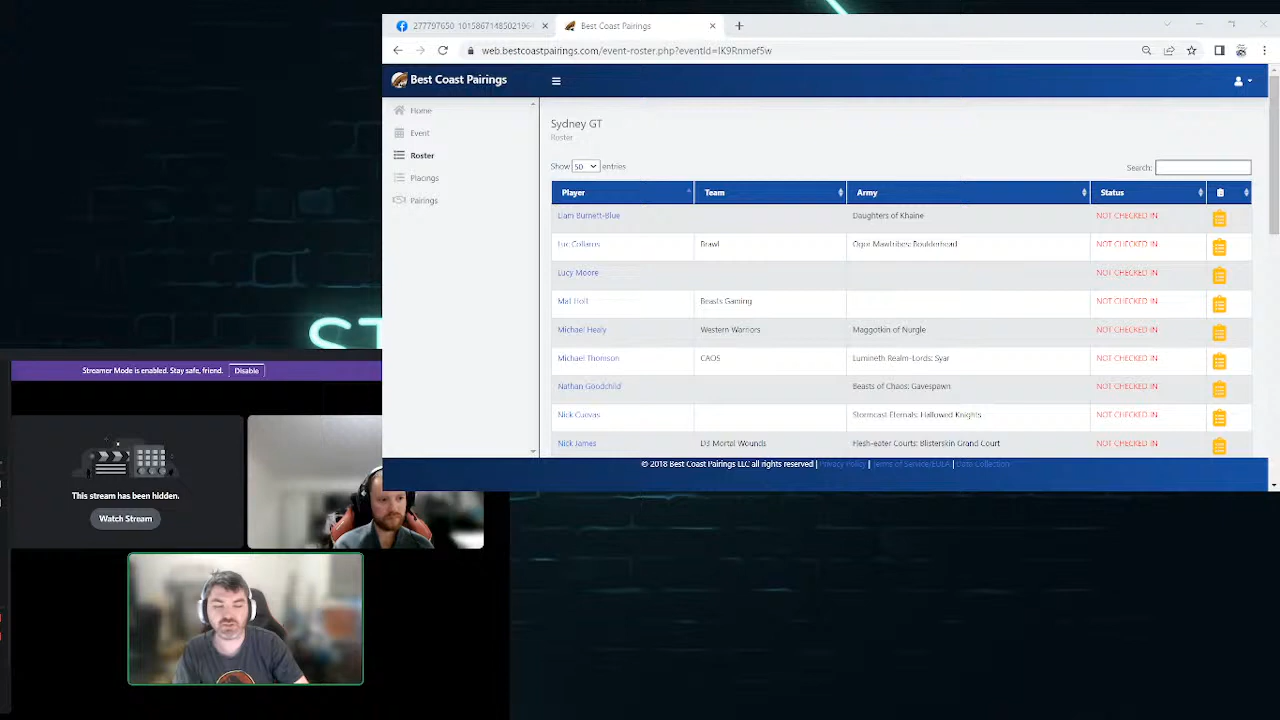 277797650 1015867148502196
Best Coast Pairings
web.bestcoastpairings.com/event-roster.php?eventId=IK9Rnmef5w
Best Coast Pairings
Home
Event
Roster
Placings
Pairings
Sydney GT
Roster
Show 50 entries
Search:
Player Team Army Status
Liam Burnett-Blue Daughters of Khaine NOT CHECKED IN
Luc Collains Brawl Ogor Mawtribes: Boulderhead NOT CHECKED IN
Lucy Moore NOT CHECKED IN
Mat Holt Beasts Gaming NOT CHECKED IN
Michael Healy Western Warriors Maggotkin of Nurgle NOT CHECKED IN
Michael Thomson CAOS Lumineth Realm-Lords: Syar NOT CHECKED IN
Nathan Goodchild Beasts of Chaos: Gavespawn NOT CHECKED IN
Nick Cuevas Stormcast Eternals: Hallowed Knights NOT CHECKED IN
Nick James D3 Mortal Wounds Flesh-eater Courts: Blisterskin Grand Court NOT CHECKED IN
© 2018 Best Coast Pairings LLC all rights reserved | Privacy Policy | Terms of Service/EULA | Data Collection
ST
Streamer Mode is enabled. Stay safe, friend. Disable
This stream has been hidden.
Watch Stream